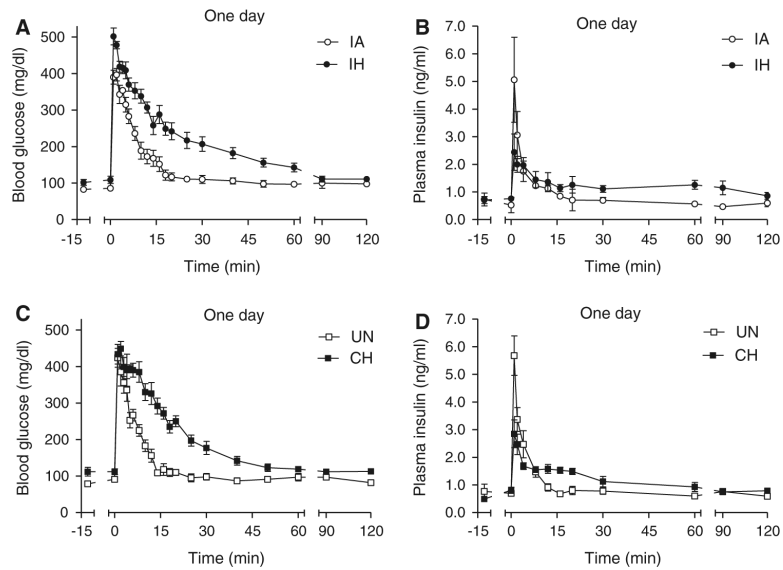 A
One day
Blood glucose (mg/dl)
500
400
300
200
100
0
IA
IH
-15 0 15 30 45 60 90 120
Time (min)
B
One day
Plasma insulin (ng/ml)
7.0
6.0
5.0
4.0
3.0
2.0
1.0
0.0
IA
IH
-15 0 15 30 45 60 90 120
Time (min)
C
One day
Blood glucose (mg/dl)
500
400
300
200
100
0
UN
CH
-15 0 15 30 45 60 90 120
Time (min)
D
One day
Plasma insulin (ng/ml)
7.0
6.0
5.0
4.0
3.0
2.0
1.0
0.0
UN
CH
-15 0 15 30 45 60 90 120
Time (min)